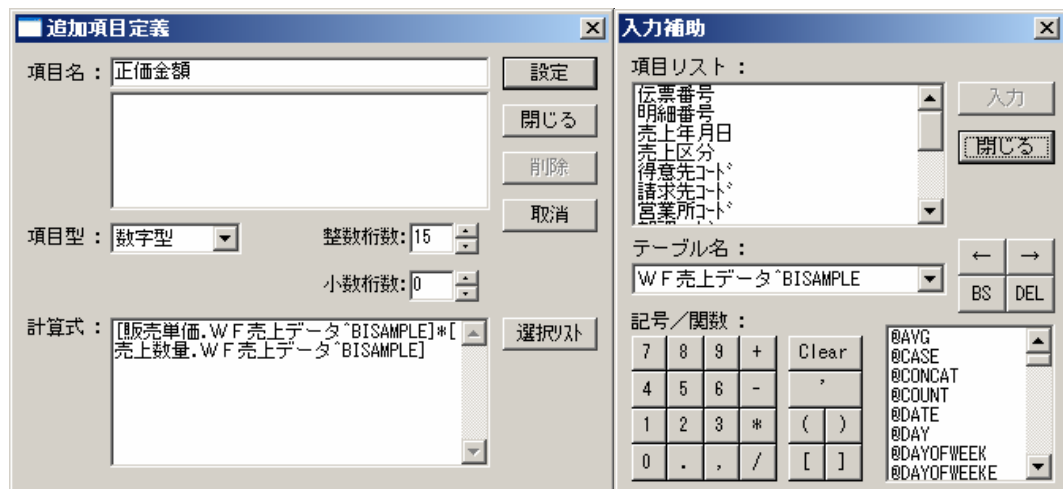 追加項目定義
項目名：
正価金額
設定
閉じる
削除
取消
項目型：
数字型
整数桁数:
15
小数桁数:
0
計算式：
[販売単価.ＷＦ売上データ^BISAMPLE]*[
売上数量.ＷＦ売上データ^BISAMPLE]
選択ﾘｽﾄ
入力補助
項目リスト：
伝票番号
明細番号
売上年月日
売上区分
得意先ｺｰﾄﾞ
請求先ｺｰﾄﾞ
営業所ｺｰﾄﾞ
入力
閉じる
テーブル名：
ＷＦ売上データ^BISAMPLE
← →
BS DEL
記号／関数：
7 8 9 + Clear
4 5 6 - ’
1 2 3 * ( )
0 . , / [ ]
@AVG
@CASE
@CONCAT
@COUNT
@DATE
@DAY
@DAYOFWEEK
@DAYOFWEEKE